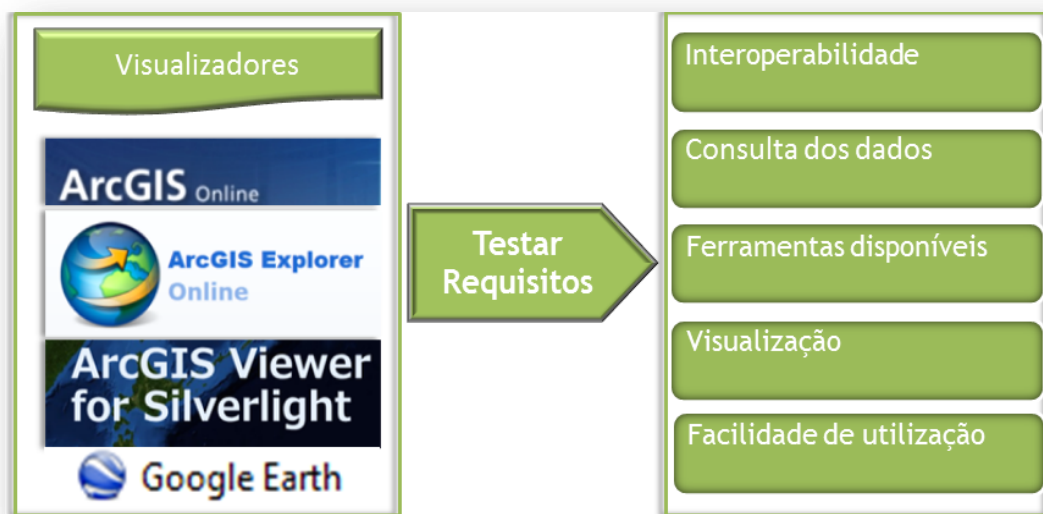 Visualizadores
ArcGIS Online
ArcGIS Explorer
Online
ArcGIS Viewer
for Silverlight
Google Earth
Testar
Requisitos
Interoperabilidade
Consulta dos dados
Ferramentas disponíveis
Visualização
Facilidade de utilização